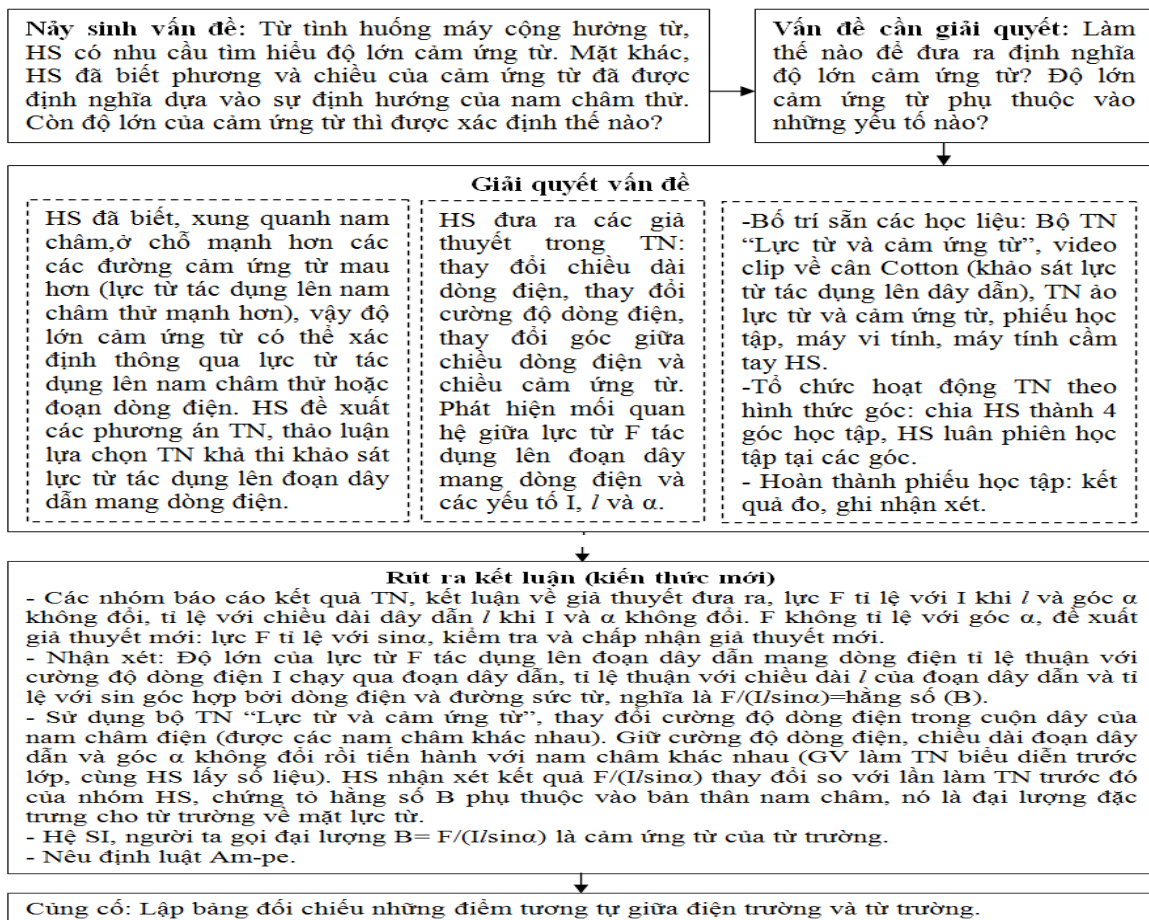 Nảy sinh vấn đề: Từ tình huống máy cộng hưởng từ,
HS có nhu cầu tìm hiểu độ lớn cảm ứng từ. Mặt khác,
HS đã biết phương và chiều của cảm ứng từ đã được
định nghĩa dựa vào sự định hướng của nam châm thử.
Còn độ lớn của cảm ứng từ thì được xác định thế nào?
Vấn đề cần giải quyết: Làm
thế nào để đưa ra định nghĩa
độ lớn cảm ứng từ? Độ lớn
cảm ứng từ phụ thuộc vào
những yếu tố nào?
Giải quyết vấn đề
HS đã biết, xung quanh nam
châm,ở chỗ mạnh hơn các
các đường cảm ứng từ mau
hơn (lực từ tác dụng lên nam
châm thử mạnh hơn), vậy độ
lớn cảm ứng từ có thể xác
định thông qua lực từ tác
dụng lên nam châm thử hoặc
đoạn dòng điện. HS đề xuất
các phương án TN, thảo luận
lựa chọn TN khả thi khảo sát
lực từ tác dụng lên đoạn dây
dẫn mang dòng điện.
HS đưa ra các giả
thuyết trong TN:
thay đổi chiều dài
dòng điện, thay đổi
cường độ dòng điện,
thay đổi góc giữa
chiều dòng điện và
chiều cảm ứng từ.
Phát hiện mối quan
hệ giữa lực từ F tác
dụng lên đoạn dây
mang dòng điện và
các yếu tố I, l và α.
-Bố trí sẵn các học liệu: Bộ TN
“Lực từ và cảm ứng từ”, video
clip về cân Cotton (khảo sát lực
từ tác dụng lên dây dẫn), TN ảo
lực từ và cảm ứng từ, phiếu học
tập, máy vi tính, máy tính cầm
tay HS.
-Tổ chức hoạt động TN theo
hình thức góc: chia HS thành 4
góc học tập, HS luân phiên học
tập tại các góc.
- Hoàn thành phiếu học tập: kết
quả đo, ghi nhận xét.
Rút ra kết luận (kiến thức mới)
- Các nhóm báo cáo kết quả TN, kết luận về giả thuyết đưa ra, lực F tỉ lệ với I khi l và góc α
không đổi, tỉ lệ với chiều dài dây dẫn l khi I và α không đổi. F không tỉ lệ với góc α, đề xuất
giả thuyết mới: lực F tỉ lệ với sinα, kiểm tra và chấp nhận giả thuyết mới.
- Nhận xét: Độ lớn của lực từ F tác dụng lên đoạn dây dẫn mang dòng điện tỉ lệ thuận với
cường độ dòng điện I chạy qua đoạn dây dẫn, tỉ lệ thuận với chiều dài l của đoạn dây dẫn và tỉ
lệ với sin góc hợp bởi dòng điện và đường sức từ, nghĩa là F/(Ilsinα)=hằng số (B).
- Sử dụng bộ TN “Lực từ và cảm ứng từ”, thay đổi cường độ dòng điện trong cuộn dây của
nam châm điện (được các nam châm khác nhau). Giữ cường độ dòng điện, chiều dài đoạn dây
dẫn và góc α không đổi rồi tiến hành với nam châm khác nhau (GV làm TN biểu diễn trước
lớp, cùng HS lấy số liệu). HS nhận xét kết quả F/(Ilsinα) thay đổi so với lần làm TN trước đó
của nhóm HS, chứng tỏ hằng số B phụ thuộc vào bản thân nam châm, nó là đại lượng đặc
trưng cho từ trường về mặt lực từ.
- Hệ SI, người ta gọi đại lượng B= F/(Ilsinα) là cảm ứng từ của từ trường.
- Nêu định luật Am-pe.
Củng cố: Lập bảng đối chiếu những điểm tương tự giữa điện trường và từ trường.